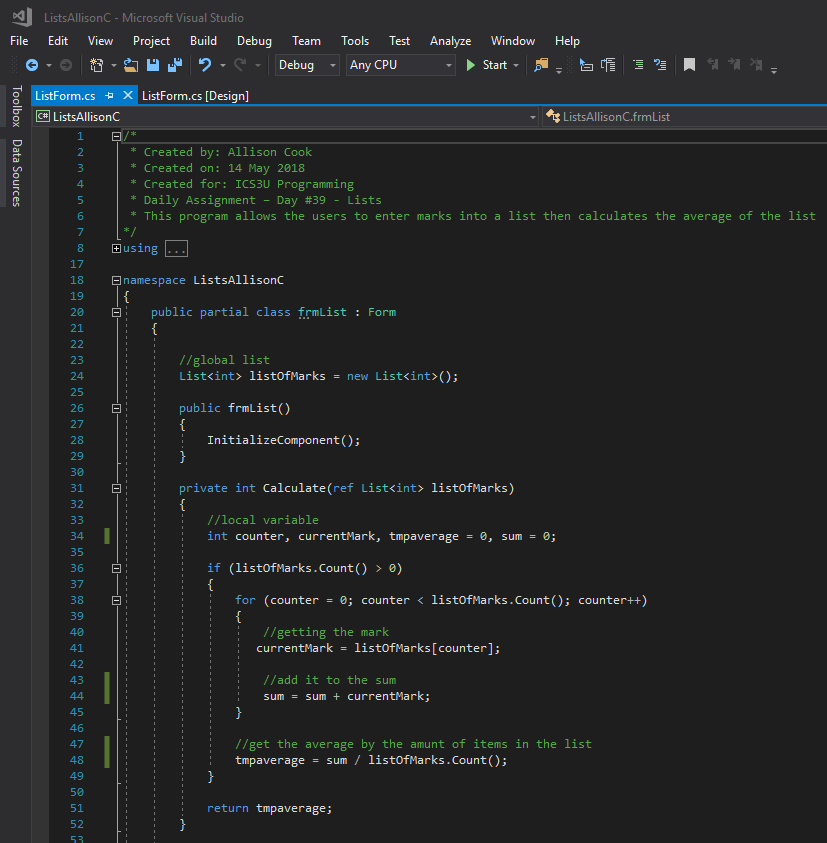 ListsAllisonC - Microsoft Visual Studio
File Edit View Project Build Debug Team Tools Test Analyze Window Help
Debug Any CPU Start
ListForm.cs ListForm.cs [Design]
C# ListsAllisonC ListsAllisonC.frmList
Toolbox
Data Sources
1 /*
2 * Created by: Allison Cook
3 * Created on: 14 May 2018
4 * Created for: ICS3U Programming
5 * Daily Assignment – Day #39 - Lists
6 * This program allows the users to enter marks into a list then calculates the average of the list
7 */
8 using ...
17
18 namespace ListsAllisonC
19 {
20 public partial class frmList : Form
21 {
22
23 //global list
24 List<int> listOfMarks = new List<int>();
25
26 public frmList()
27 {
28 InitializeComponent();
29 }
30
31 private int Calculate(ref List<int> listOfMarks)
32 {
33 //local variable
34 int counter, currentMark, tmpaverage = 0, sum = 0;
35
36 if (listOfMarks.Count() > 0)
37 {
38 for (counter = 0; counter < listOfMarks.Count(); counter++)
39 {
40 //getting the mark
41 currentMark = listOfMarks[counter];
42
43 //add it to the sum
44 sum = sum + currentMark;
45 }
46
47 //get the average by the amunt of items in the list
48 tmpaverage = sum / listOfMarks.Count();
49 }
50
51 return tmpaverage;
52 }
53